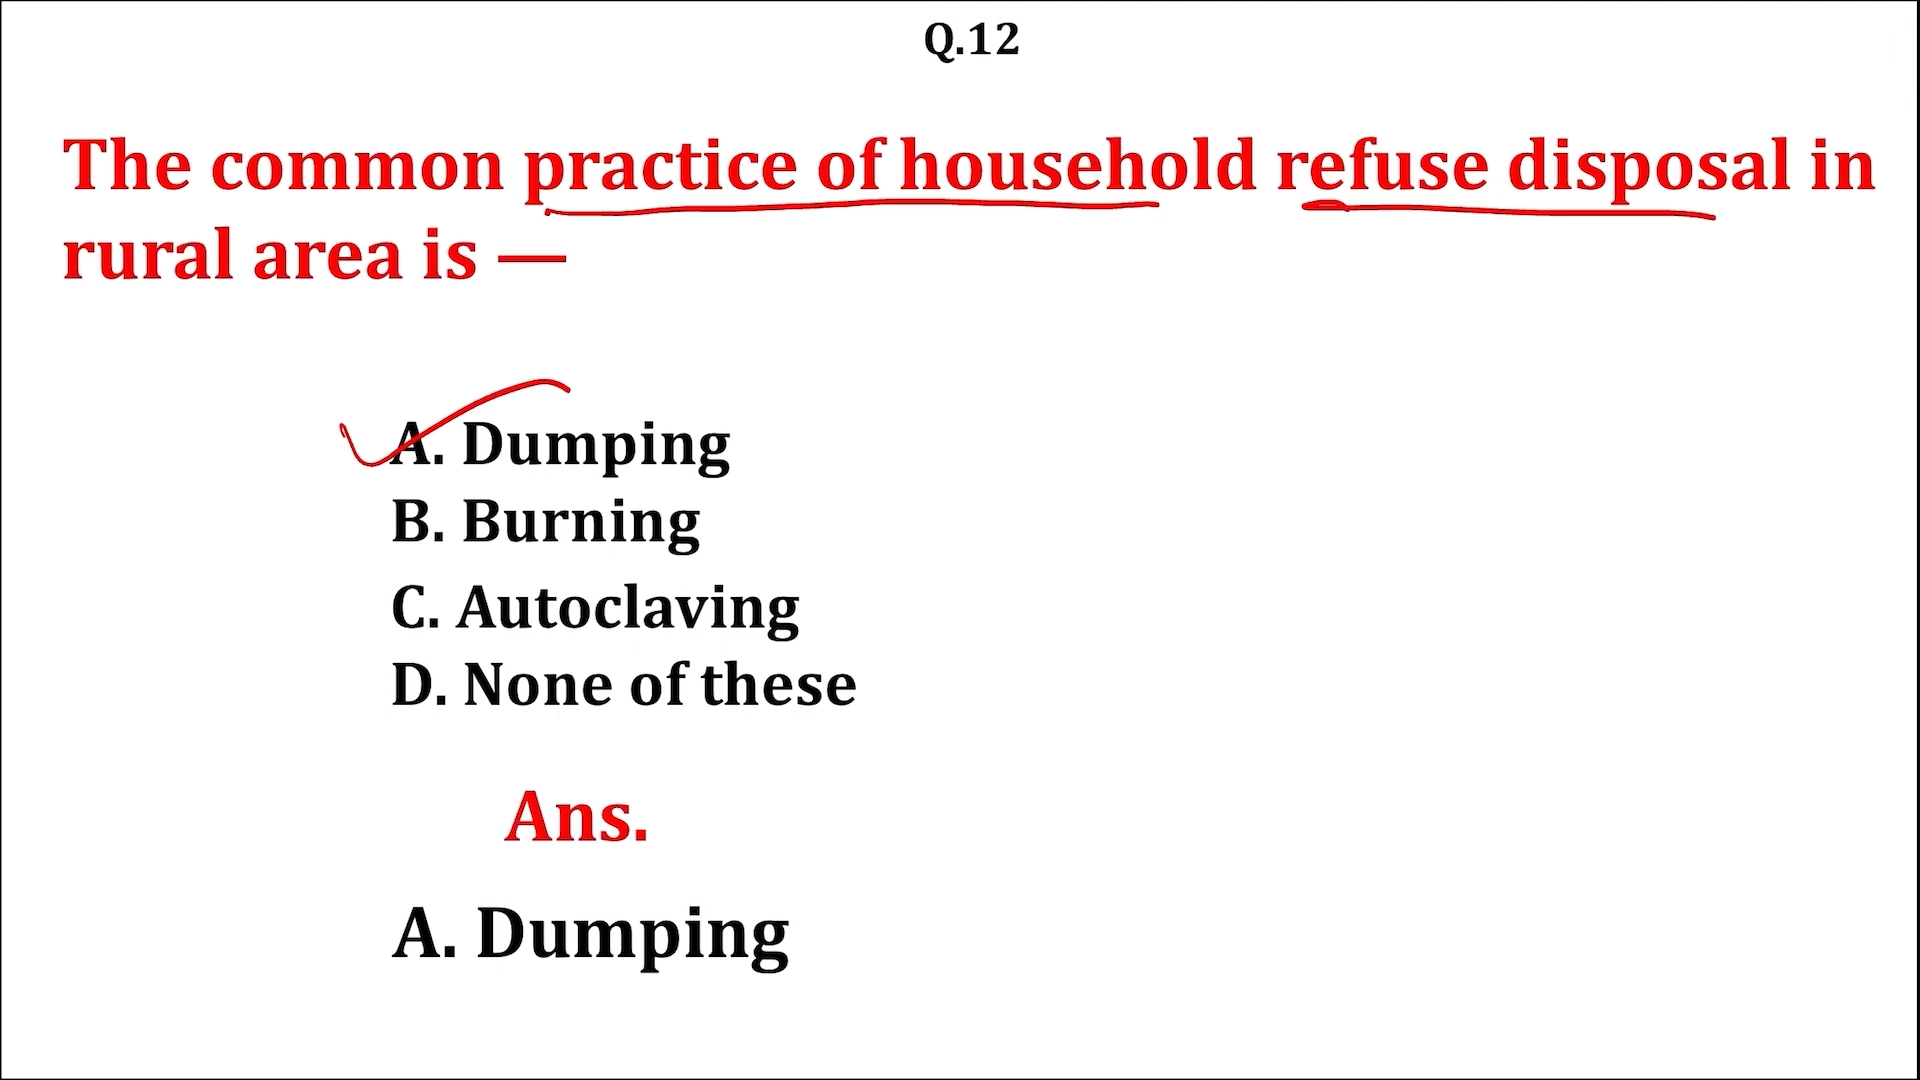 Q.12
The common practice of household refuse disposal in
rural area is —
A. Dumping
B. Burning
C. Autoclaving
D. None of these
Ans.
A. Dumping